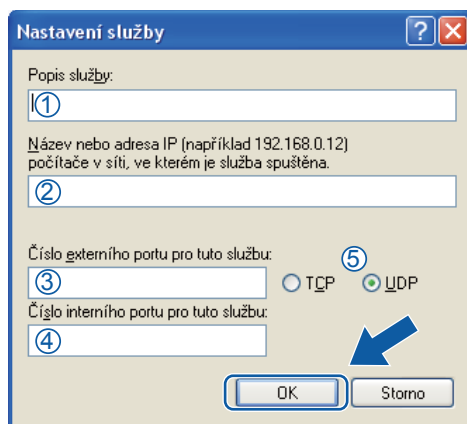 Nastavení služby
Popis služby:
①
Název nebo adresa IP (například 192.168.0.12)
počítače v síti, ve kterém je služba spuštěna.
②
Číslo externího portu pro tuto službu:
③
⑤
TCP
UDP
Číslo interního portu pro tuto službu:
④
OK
Storno